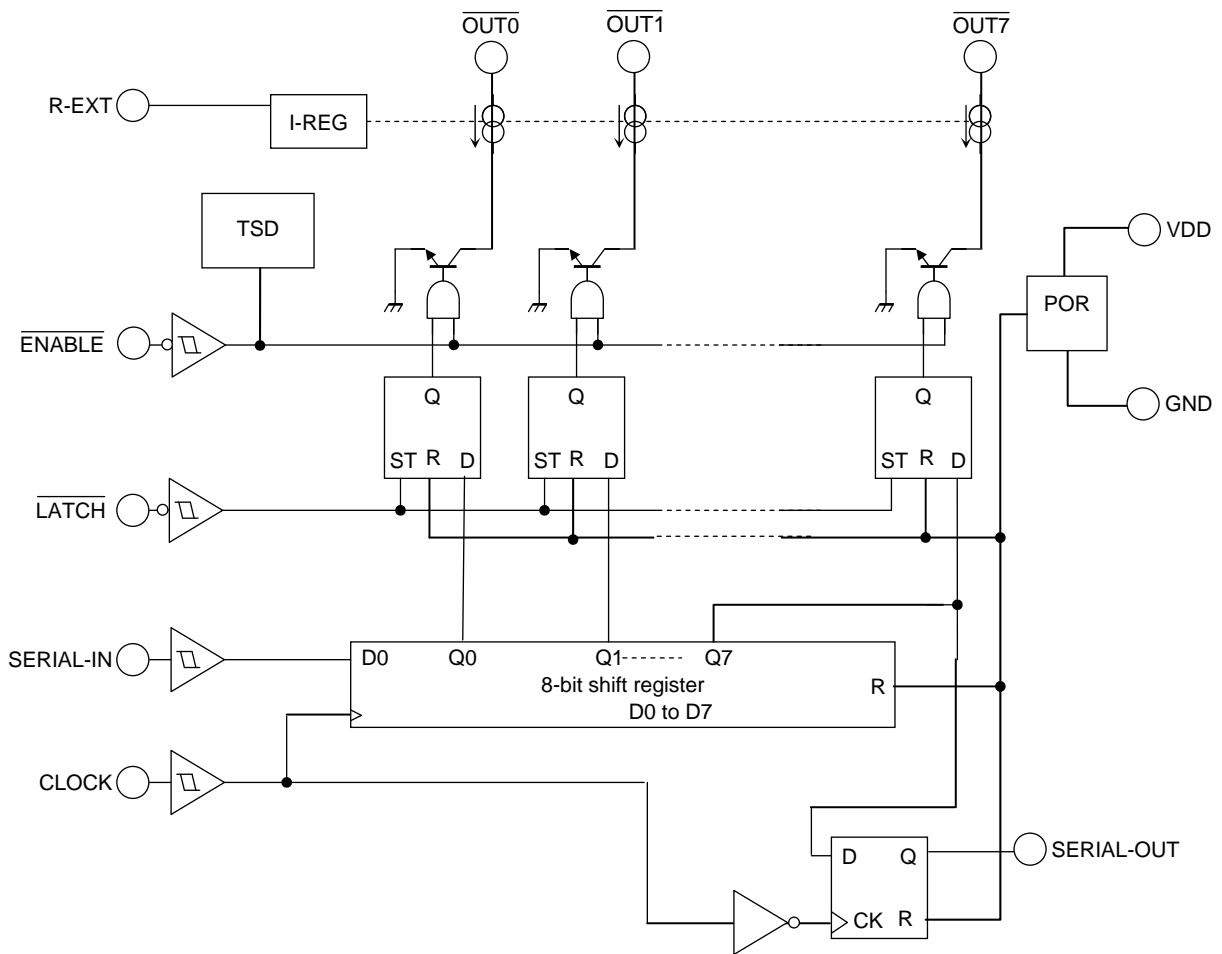 OUT0 OUT1 OUT7
R-EXT
I-REG
TSD
VDD
POR
ENABLE
GND
Q Q Q
ST R D ST R D ST R D
LATCH
SERIAL-IN
D0 Q0 Q1 Q7
8-bit shift register
R
D0 to D7
CLOCK
D Q
SERIAL-OUT
CK R